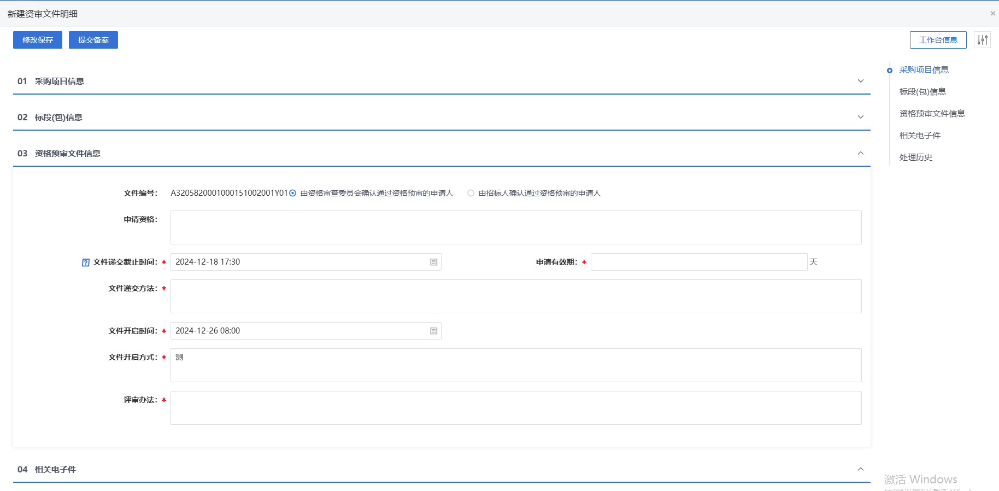 新建资审文件明细
修改保存 提交备案 工作台信息
01 采购项目信息
02 标段(包)信息
03 资格预审文件信息
文件编号： A3205820001000151002001Y01 由资格审查委员会确认通过资格预审的申请人 由招标人确认通过资格预审的申请人
申请资格：
文件递交截止时间：* 2024-12-18 17:30 申请有效期：* 天
文件递交方法：*
文件开启时间：* 2024-12-26 08:00
文件开启方式：* 测
评审办法：*
04 相关电子件
采购项目信息
标段(包)信息
资格预审文件信息
相关电子件
处理历史
激活 Windows